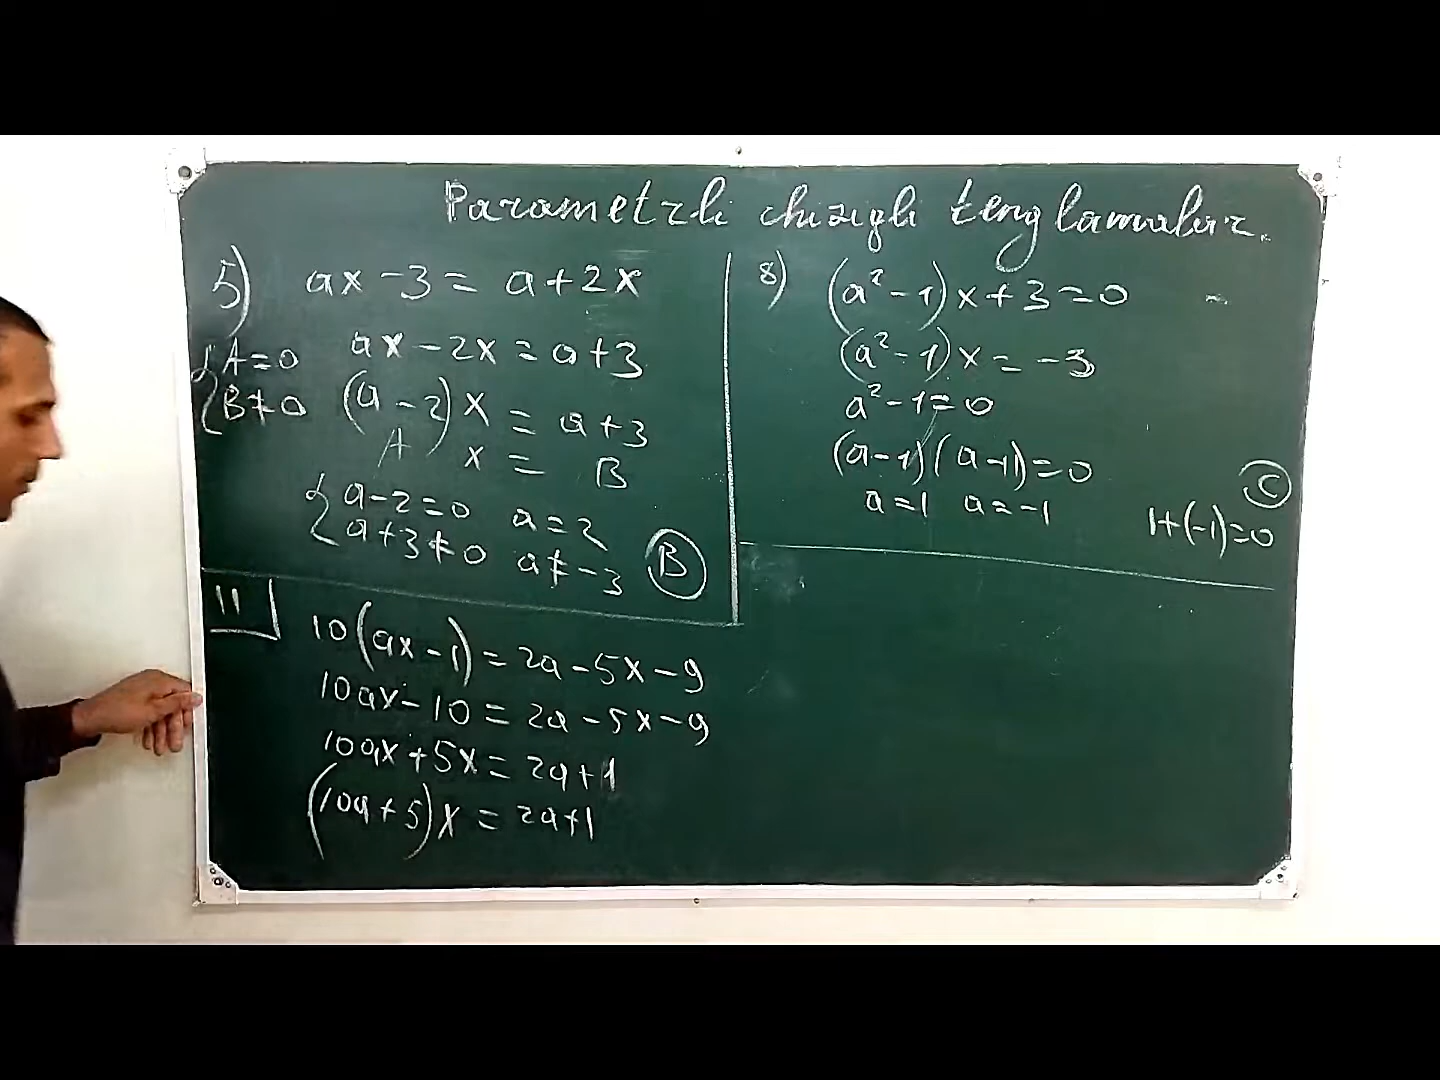 Parametrli chiziqli tenglamalar.
5) ax - 3 = a + 2x
{ A = 0
B ≠ 0
ax - 2x = a + 3
(a - 2) x = a + 3
A x = B
{ a - 2 = 0 a = 2
a + 3 ≠ 0 a ≠ -3
B
8) (a² - 1) x + 3 = 0
(a² - 1) x = -3
a² - 1 = 0
(a - 1)(a + 1) = 0
a = 1 a = -1
1 + (-1) = 0
C
11
10(ax - 1) = 2a - 5x - 9
10ax - 10 = 2a - 5x - 9
10ax + 5x = 2a + 1
(10a + 5) x = 2a + 1